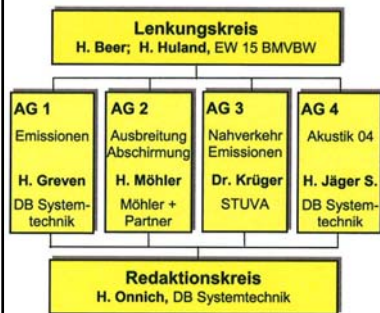 Lenkungskreis
H. Beer; H. Huland, EW 15 BMVBW
AG 1
Emissionen
H. Greven
DB System-
technik
AG 2
Ausbreitung
Abschirmung
H. Möhler
Möhler +
Partner
AG 3
Nahverkehr
Emissionen
Dr. Krüger
STUVA
AG 4
Akustik 04
H. Jäger S.
DB System-
technik
Redaktionskreis
H. Onnich, DB Systemtechnik